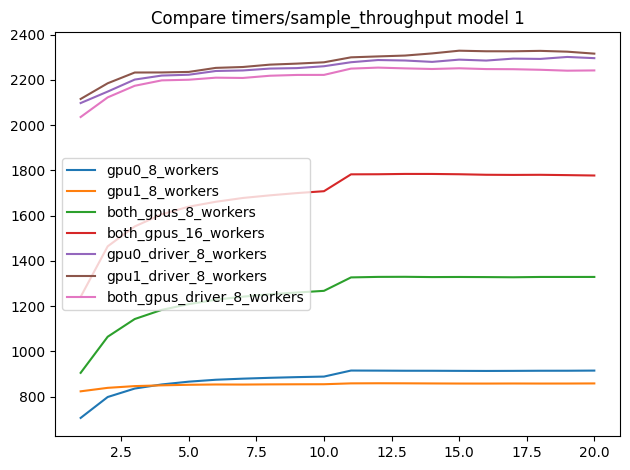 Compare timers/sample_throughput model 1
2400
2200
2000
1800
1600
1400
1200
1000
800
gpu0_8_workers
gpu1_8_workers
both_gpus_8_workers
both_gpus_16_workers
gpu0_driver_8_workers
gpu1_driver_8_workers
both_gpus_driver_8_workers
2.5 5.0 7.5 10.0 12.5 15.0 17.5 20.0